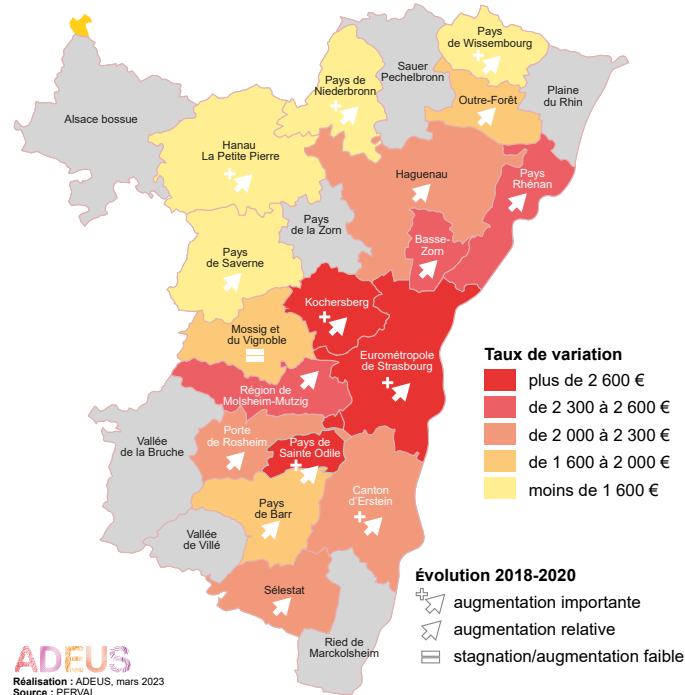 Pays
de Wissembourg
Sauer
Pechelbronn
Pays de
Niederbronn
Plaine
du Rhin
Outre-Forêt
Alsace bossue
Hanau
La Petite Pierre
Haguenau
Pays
Rhénan
Pays
de la Zorn
Basse-
Zorn
Pays
de Saverne
Kochersberg
Mossig et
du Vignoble
Eurométropole
de Strasbourg
Région de
Molsheim-Mutzig
Porte
de Rosheim
Pays de
Sainte Odile
Vallée
de la Bruche
Canton
d'Erstein
Pays
de Barr
Vallée
de Villé
Sélestat
Ried de
Marckolsheim
Taux de variation
plus de 2 600 €
de 2 300 à 2 600 €
de 2 000 à 2 300 €
de 1 600 à 2 000 €
moins de 1 600 €
Évolution 2018-2020
augmentation importante
augmentation relative
stagnation/augmentation faible
ADEUS
Réalisation : ADEUS, mars 2023
Source : PERVAL